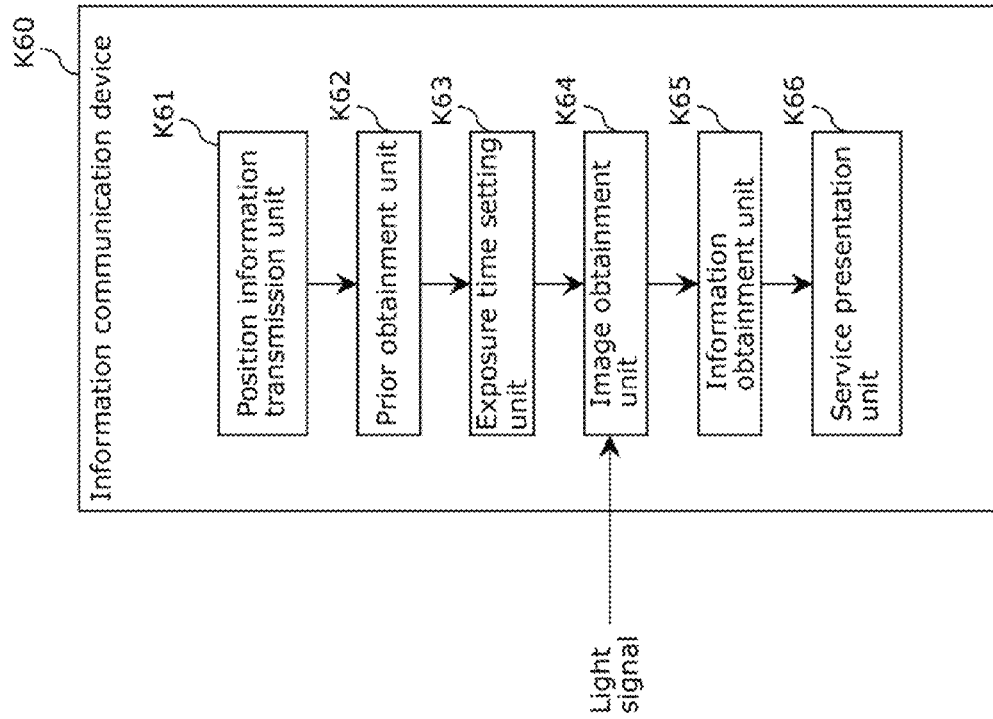 K60
Information communication device
K61
Position information
transmission unit
K62
Prior obtainment unit
K63
Exposure time setting
unit
K64
Image obtainment
unit
K65
Information
obtainment unit
K66
Service presentation
unit
Light
signal